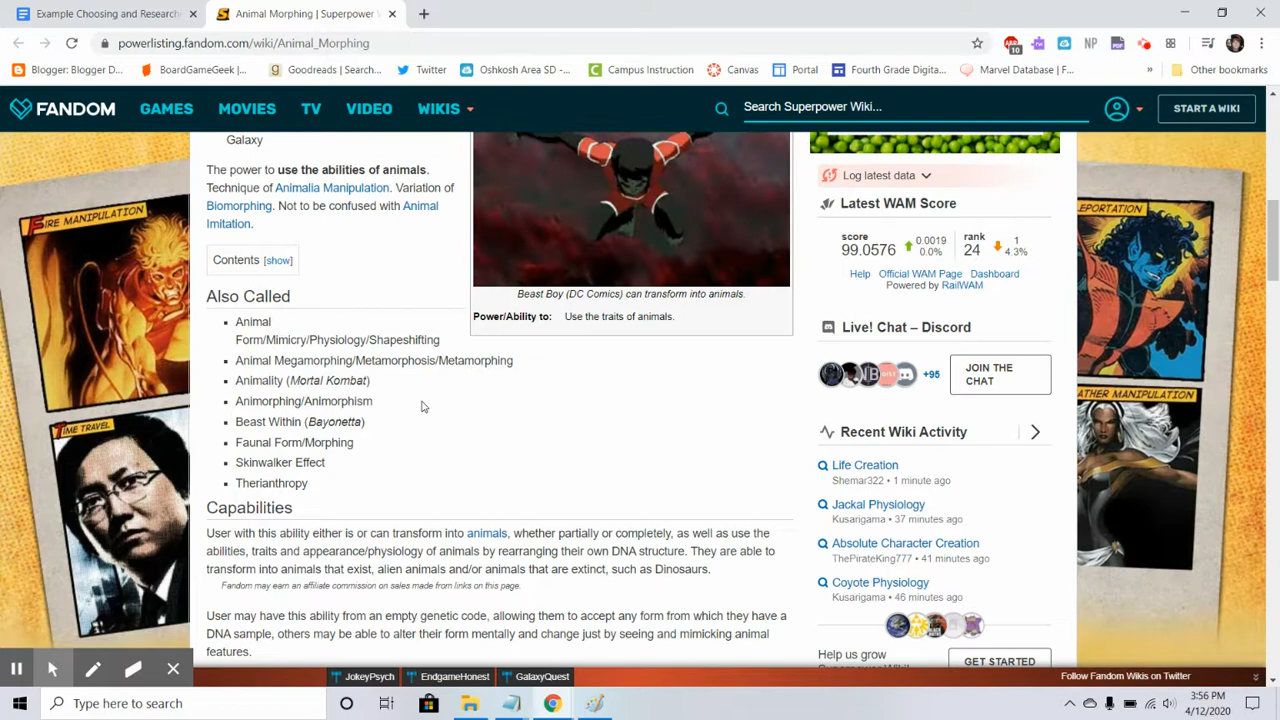 Example Choosing and Research
Animal Morphing | Superpower W
powerlisting.fandom.com/wiki/Animal_Morphing
10
NP
PDF
Blogger: Blogger D...
BoardGameGeek |...
Goodreads | Search...
Twitter
Oshkosh Area SD -...
Campus Instruction
Canvas
Portal
Fourth Grade Digita...
Marvel Database | F...
»
Other bookmarks
FANDOM
GAMES
MOVIES
TV
VIDEO
WIKIS
Search Superpower Wiki...
START A WIKI
Galaxy
The power to use the abilities of animals.
Technique of Animalia Manipulation. Variation of
Biomorphing. Not to be confused with Animal
Imitation.
Contents [show]
Also Called
Animal
Form/Mimicry/Physiology/Shapeshifting
Animal Megamorphing/Metamorphosis/Metamorphing
Animality (Mortal Kombat)
Animorphing/Animorphism
Beast Within (Bayonetta)
Faunal Form/Morphing
Skinwalker Effect
Therianthropy
Beast Boy (DC Comics) can transform into animals.
Power/Ability to: Use the traits of animals.
Capabilities
User with this ability either is or can transform into animals, whether partially or completely, as well as use the
abilities, traits and appearance/physiology of animals by rearranging their own DNA structure. They are able to
transform into animals that exist, alien animals and/or animals that are extinct, such as Dinosaurs.
Fandom may earn an affiliate commission on sales made from links on this page.
User may have this ability from an empty genetic code, allowing them to accept any form from which they have a
DNA sample, others may be able to alter their form mentally and change just by seeing and mimicking animal
features.
Log latest data
Latest WAM Score
score
99.0576
0.0019
0.0%
rank
24
1
4.3%
Help Official WAM Page Dashboard
Powered by RailWAM
Live! Chat – Discord
+95
JOIN THE
CHAT
Recent Wiki Activity
Life Creation
Shemar322 • 1 minute ago
Jackal Physiology
Kusarigama • 37 minutes ago
Absolute Character Creation
ThePirateKing777 • 41 minutes ago
Coyote Physiology
Kusarigama • 46 minutes ago
Help us grow
GET STARTED
FIRE MANIPULATION
TIME TRAVEL
JokeyPsych
EndgameHonest
GalaxyQuest
Follow Fandom Wikis on Twitter
Type here to search
3:56 PM
4/12/2020